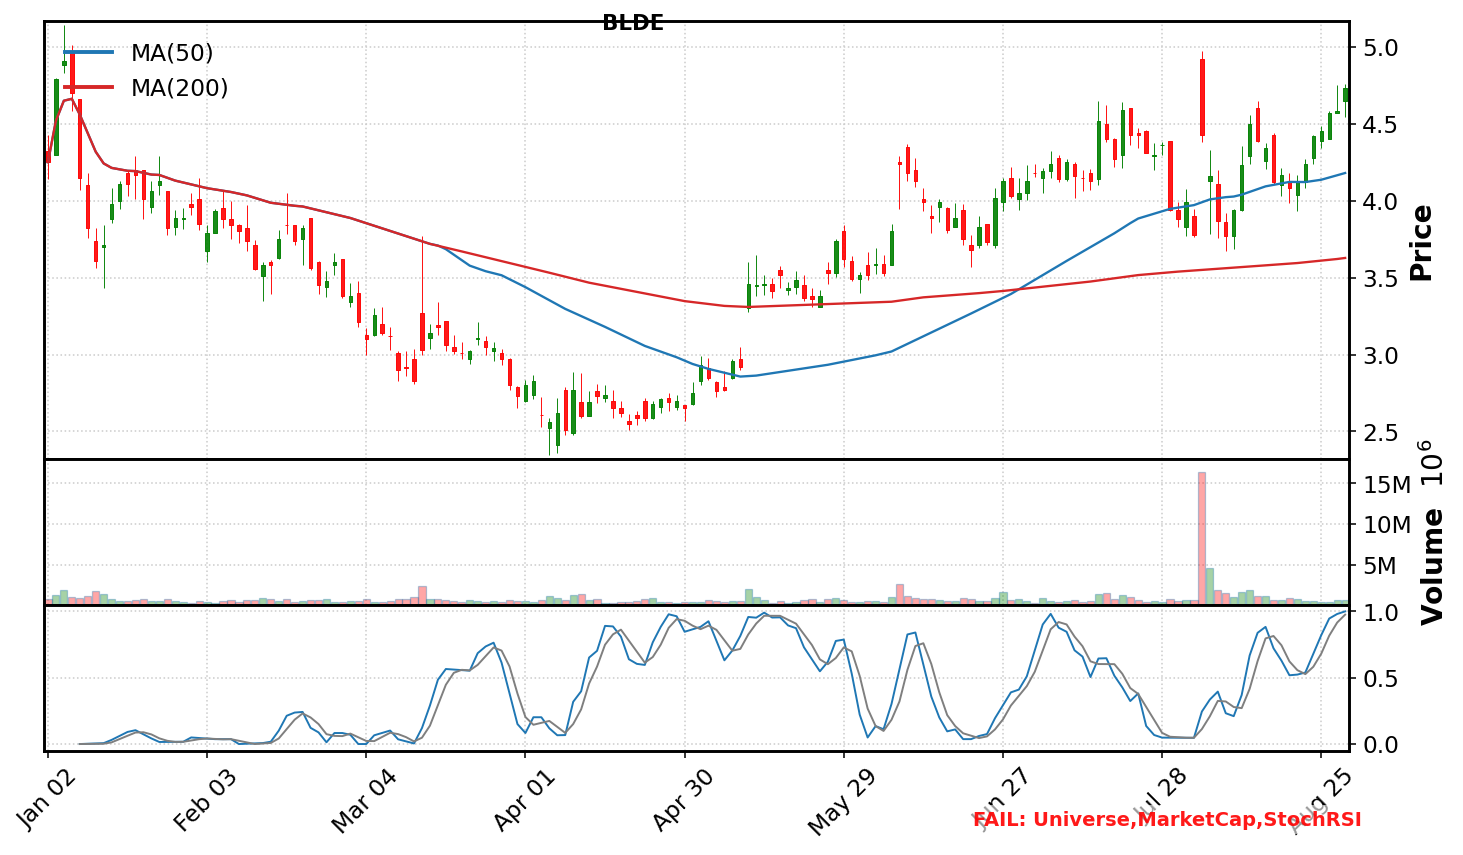 BLDE
MA(50)
MA(200)
5.0
4.5
4.0
3.5
3.0
2.5
Price
15M
10M
5M
Volume 10⁶
1.0
0.5
0.0
Jan 02
Feb 03
Mar 04
Apr 01
Apr 30
May 29
Jun 27
Jul 28
Aug 25
FAIL: Universe,MarketCap,StochRSI